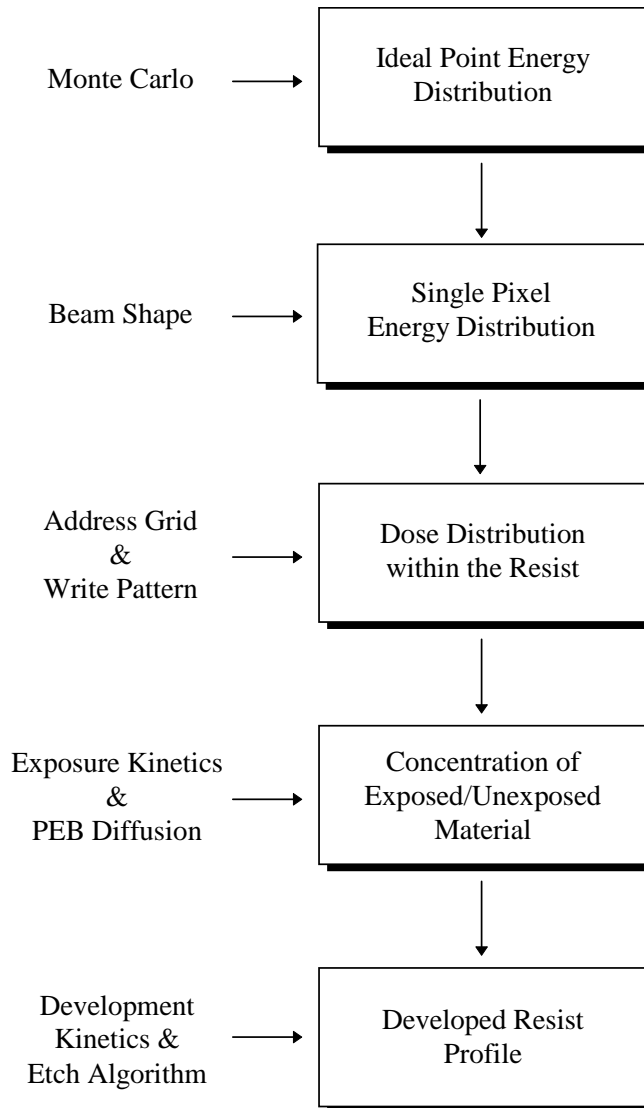 Monte Carlo
Ideal Point Energy
Distribution
Beam Shape
Single Pixel
Energy Distribution
Address Grid
&
Write Pattern
Dose Distribution
within the Resist
Exposure Kinetics
&
PEB Diffusion
Concentration of
Exposed/Unexposed
Material
Development
Kinetics &
Etch Algorithm
Developed Resist
Profile